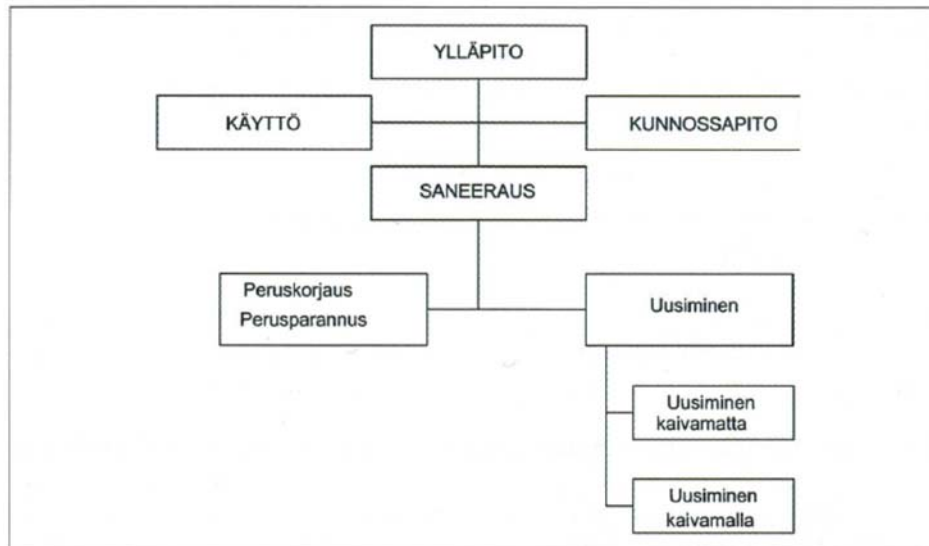 YLLÄPITO
KÄYTTÖ
KUNNOSSAPITO
SANEERAUS
Peruskorjaus
Perusparannus
Uusiminen
Uusiminen
kaivamatta
Uusiminen
kaivamalla